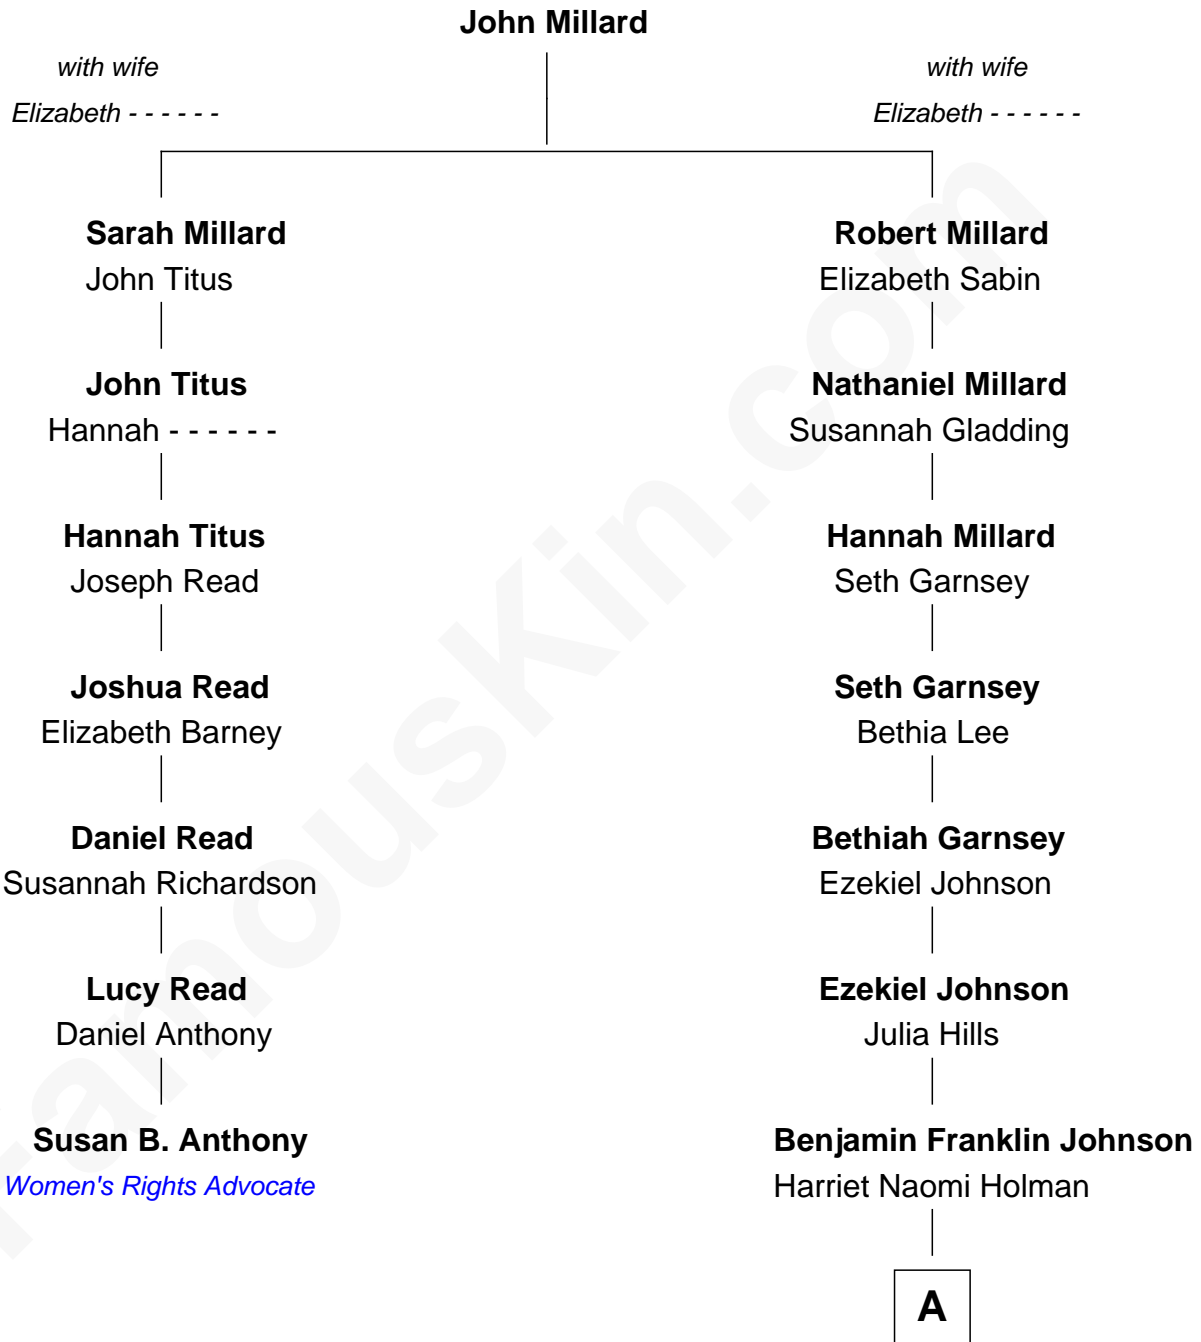 John Millard
with wife
Elizabeth - - - - - -
with wife
Elizabeth - - - - - -
Sarah Millard
John Titus
John Titus
Hannah - - - - - -
Hannah Titus
Joseph Read
Joshua Read
Elizabeth Barney
Daniel Read
Susannah Richardson
Lucy Read
Daniel Anthony
Susan B. Anthony
Women's Rights Advocate
Robert Millard
Elizabeth Sabin
Nathaniel Millard
Susannah Gladding
Hannah Millard
Seth Garnsey
Seth Garnsey
Bethia Lee
Bethiah Garnsey
Ezekiel Johnson
Ezekiel Johnson
Julia Hills
Benjamin Franklin Johnson
Harriet Naomi Holman
A
FamousKin.com